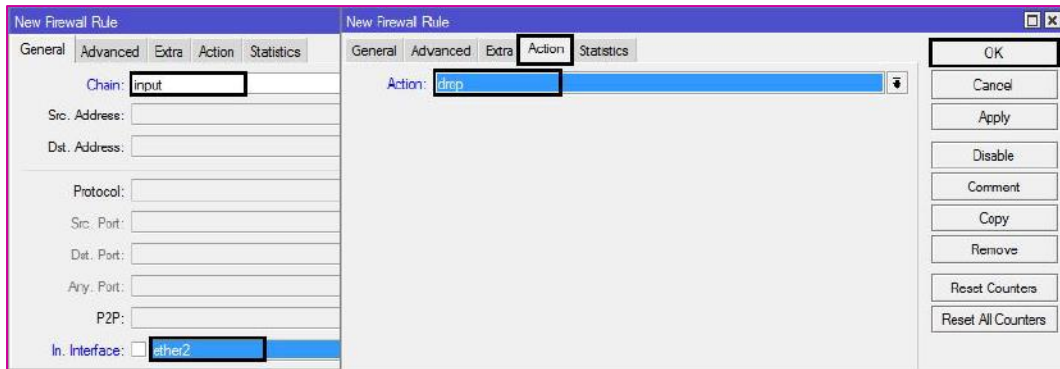 New Firewall Rule
General Advanced Extra Action Statistics
Chain: input
Src. Address:
Dst. Address:
Protocol:
Src. Port:
Dst. Port:
Any. Port:
P2P:
In. Interface: ether2
New Firewall Rule
General Advanced Extra Action Statistics
Action: drop
OK
Cancel
Apply
Disable
Comment
Copy
Remove
Reset Counters
Reset All Counters